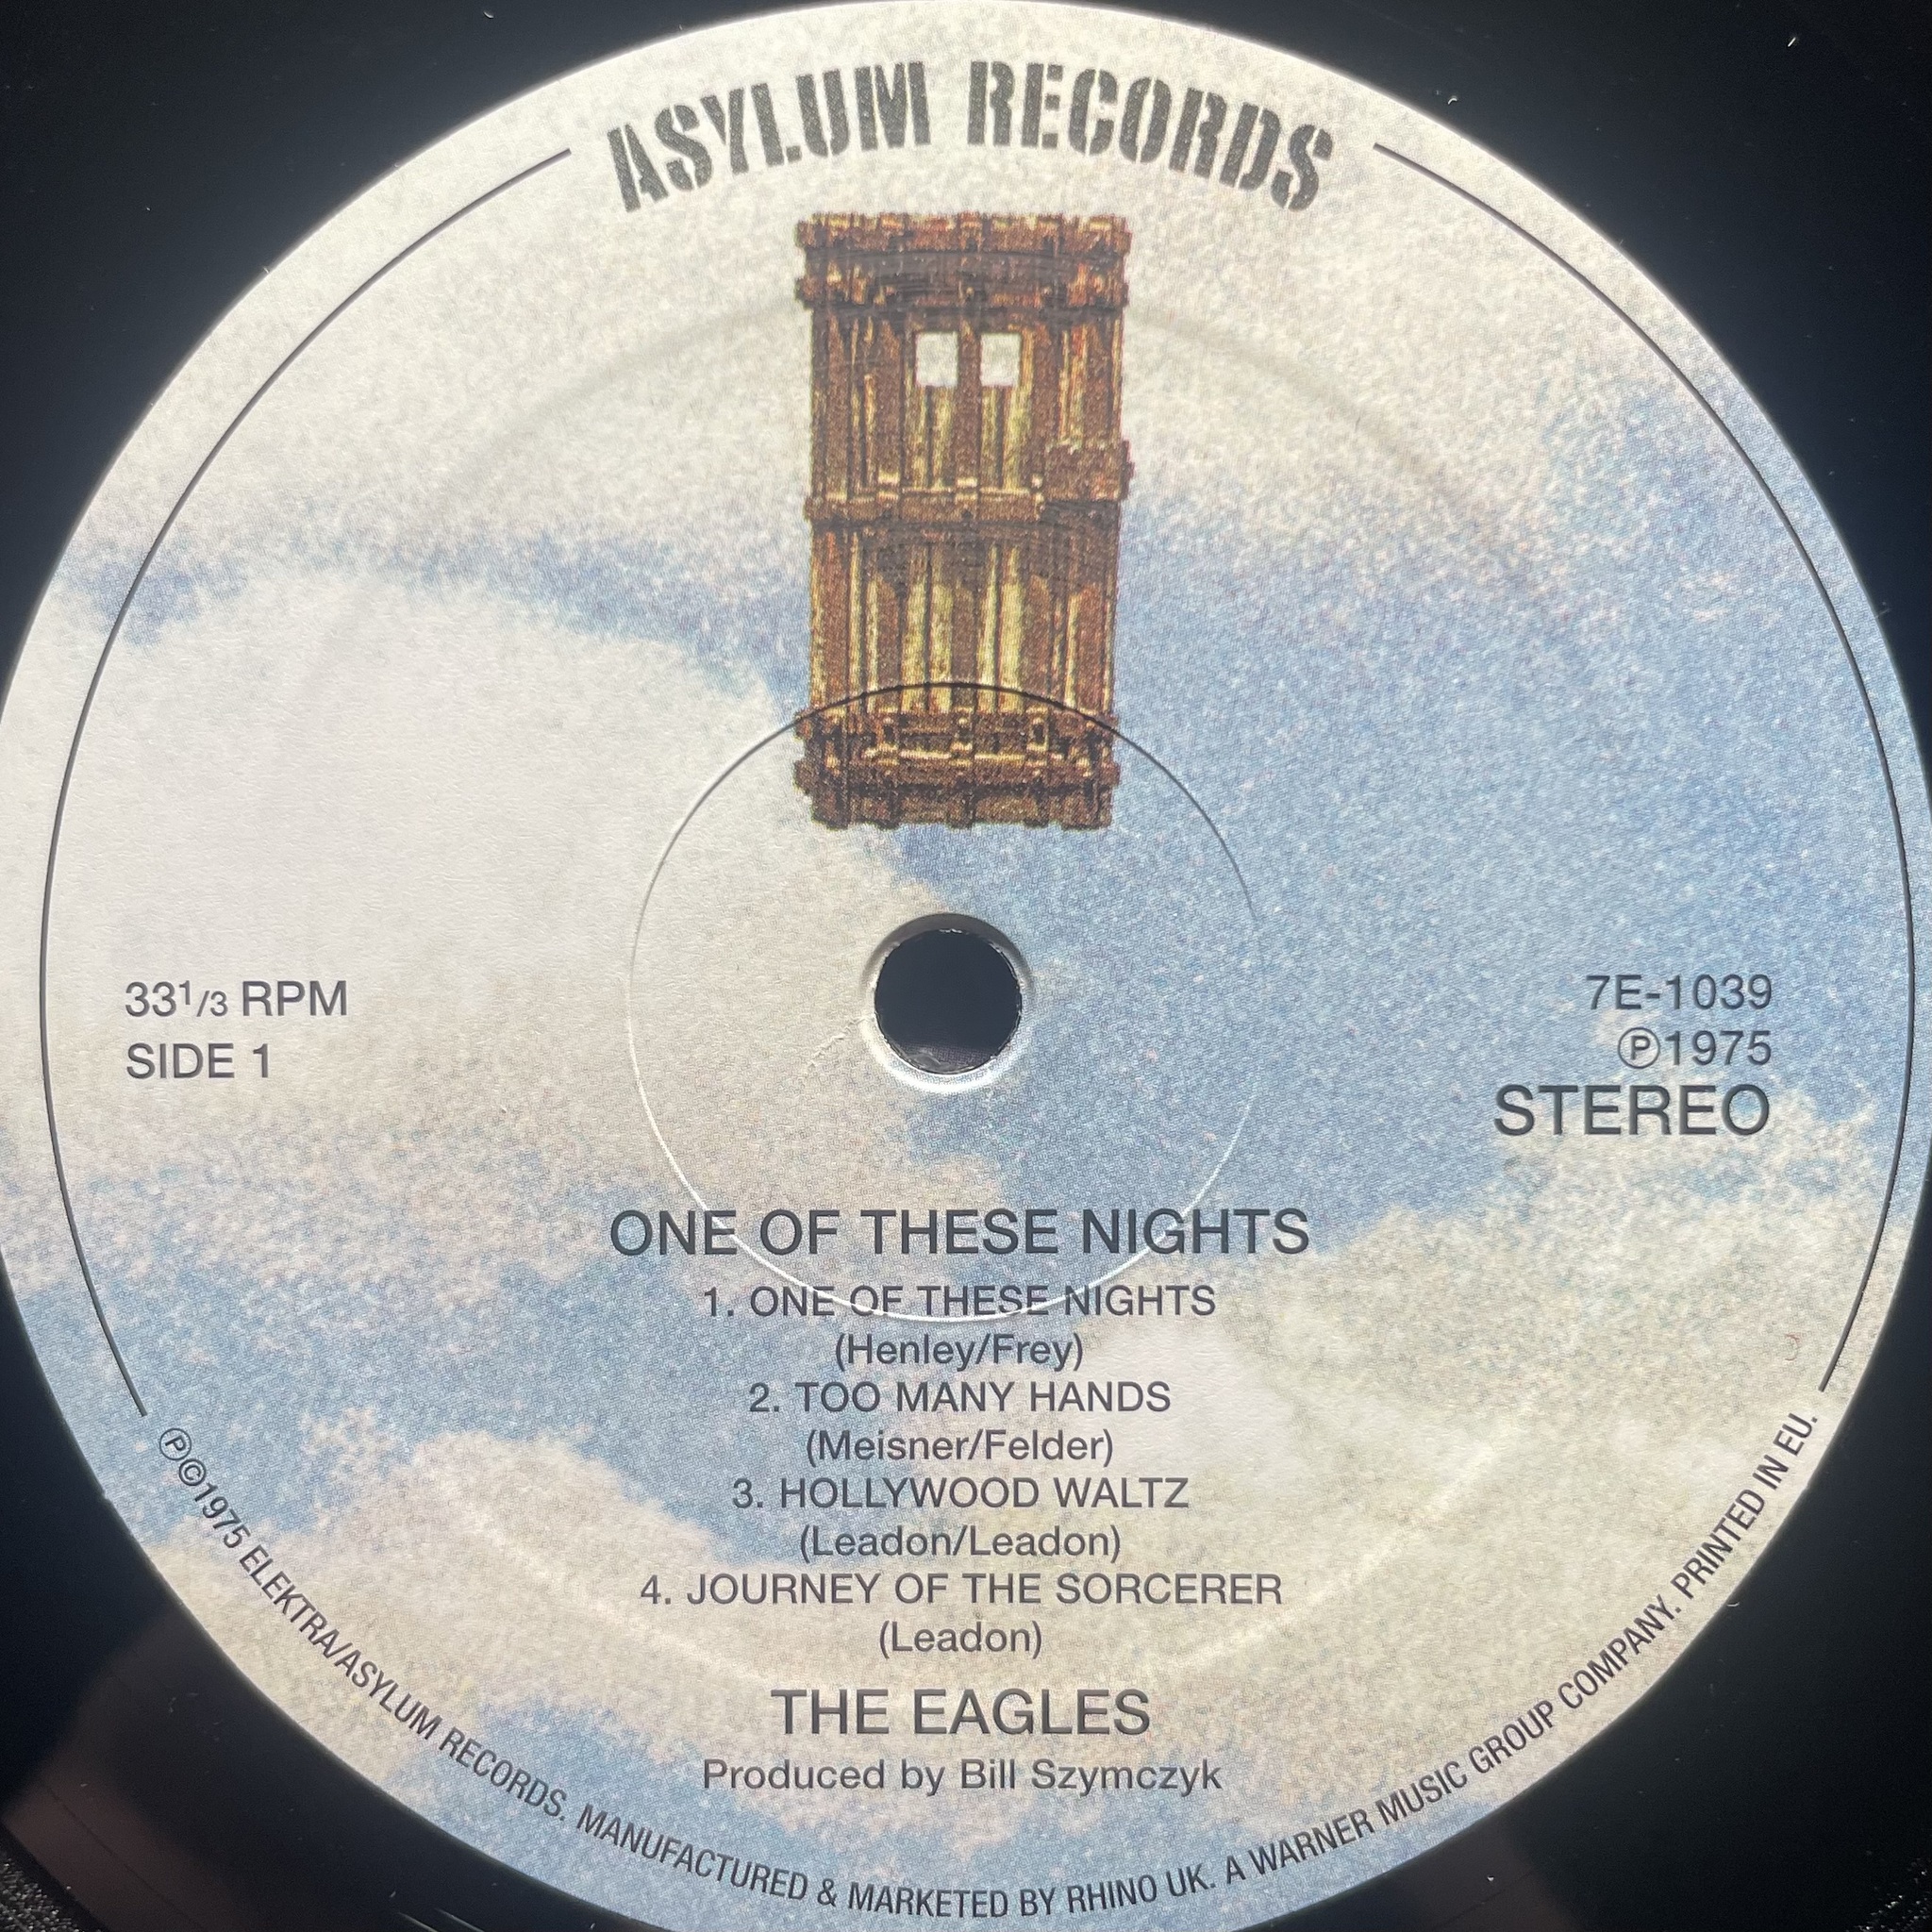 ASYLUM RECORDS
33 1/3 RPM
SIDE 1
7E-1039
Ⓟ1975
STEREO
ONE OF THESE NIGHTS
1. ONE OF THESE NIGHTS
(Henley/Frey)
2. TOO MANY HANDS
(Meisner/Felder)
3. HOLLYWOOD WALTZ
(Leadon/Leadon)
4. JOURNEY OF THE SORCERER
(Leadon)
THE EAGLES
Produced by Bill Szymczyk
Ⓟ©1975 ELEKTRA/ASYLUM RECORDS. MANUFACTURED & MARKETED BY RHINO UK. A WARNER MUSIC GROUP COMPANY. PRINTED IN EU.